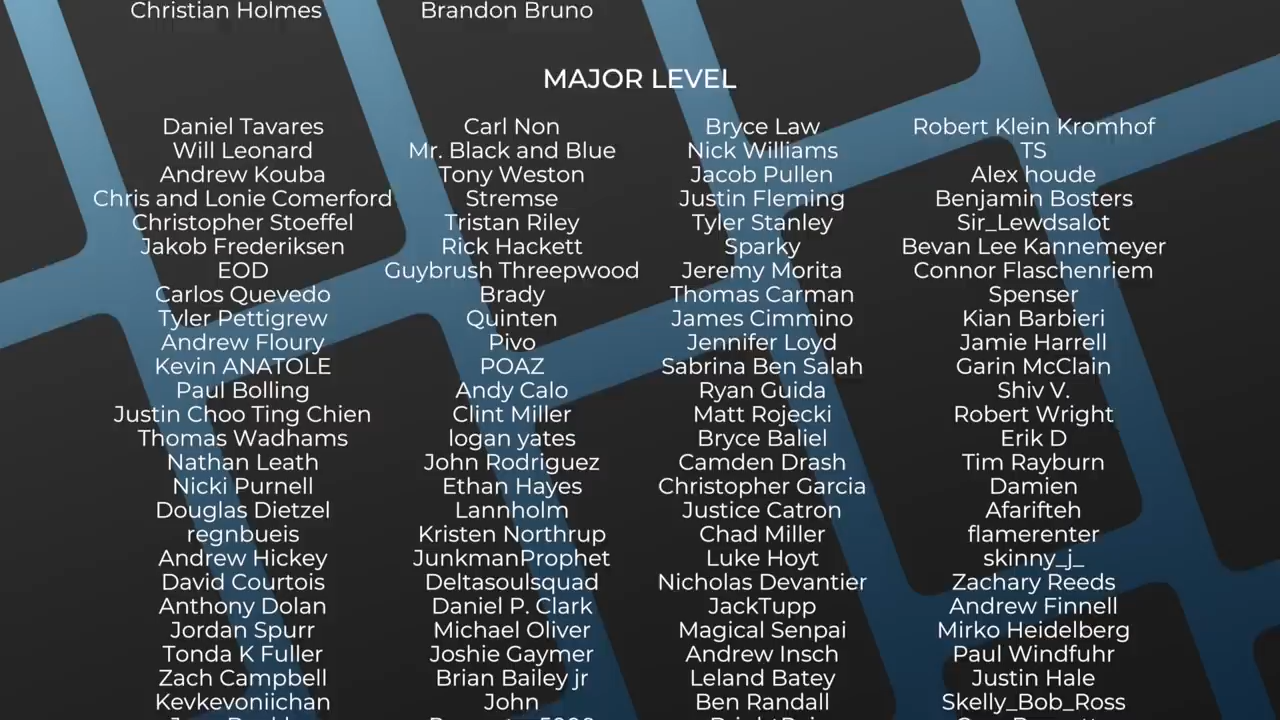 Christian Holmes
Brandon Bruno
MAJOR LEVEL
Daniel Tavares
Will Leonard
Andrew Kouba
Chris and Lonie Comerford
Christopher Stoeffel
Jakob Frederiksen
EOD
Carlos Quevedo
Tyler Pettigrew
Andrew Floury
Kevin ANATOLE
Paul Bolling
Justin Choo Ting Chien
Thomas Wadhams
Nathan Leath
Nicki Purnell
Douglas Dietzel
regnbueis
Andrew Hickey
David Courtois
Anthony Dolan
Jordan Spurr
Tonda K Fuller
Zach Campbell
Kevkevoniichan
Carl Non
Mr. Black and Blue
Tony Weston
Stremse
Tristan Riley
Rick Hackett
Guybrush Threepwood
Brady
Quinten
Pivo
POAZ
Andy Calo
Clint Miller
logan yates
John Rodriguez
Ethan Hayes
Lannholm
Kristen Northrup
JunkmanProphet
Deltasoulsquad
Daniel P. Clark
Michael Oliver
Joshie Gaymer
Brian Bailey jr
John
Bryce Law
Nick Williams
Jacob Pullen
Justin Fleming
Tyler Stanley
Sparky
Jeremy Morita
Thomas Carman
James Cimmino
Jennifer Loyd
Sabrina Ben Salah
Ryan Guida
Matt Rojecki
Bryce Baliel
Camden Drash
Christopher Garcia
Justice Catron
Chad Miller
Luke Hoyt
Nicholas Devantier
JackTupp
Magical Senpai
Andrew Insch
Leland Batey
Ben Randall
Robert Klein Kromhof
TS
Alex houde
Benjamin Bosters
Sir_Lewdsalot
Bevan Lee Kannemeyer
Connor Flaschenriem
Spenser
Kian Barbieri
Jamie Harrell
Garin McClain
Shiv V.
Robert Wright
Erik D
Tim Rayburn
Damien
Afarifteh
flamerenter
skinny_j_
Zachary Reeds
Andrew Finnell
Mirko Heidelberg
Paul Windfuhr
Justin Hale
Skelly_Bob_Ross